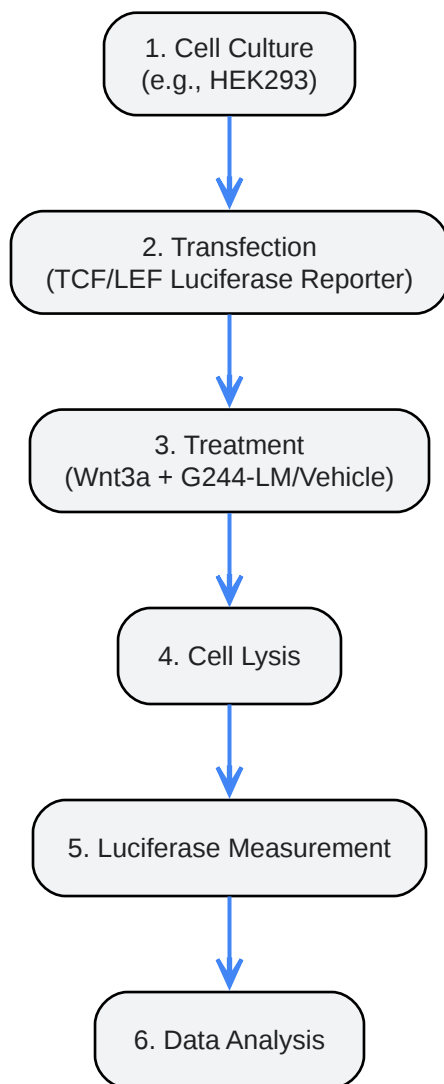 1. Cell Culture
(e.g., HEK293)
2. Transfection
(TCF/LEF Luciferase Reporter)
3. Treatment
(Wnt3a + G244-LM/Vehicle)
4. Cell Lysis
5. Luciferase Measurement
6. Data Analysis